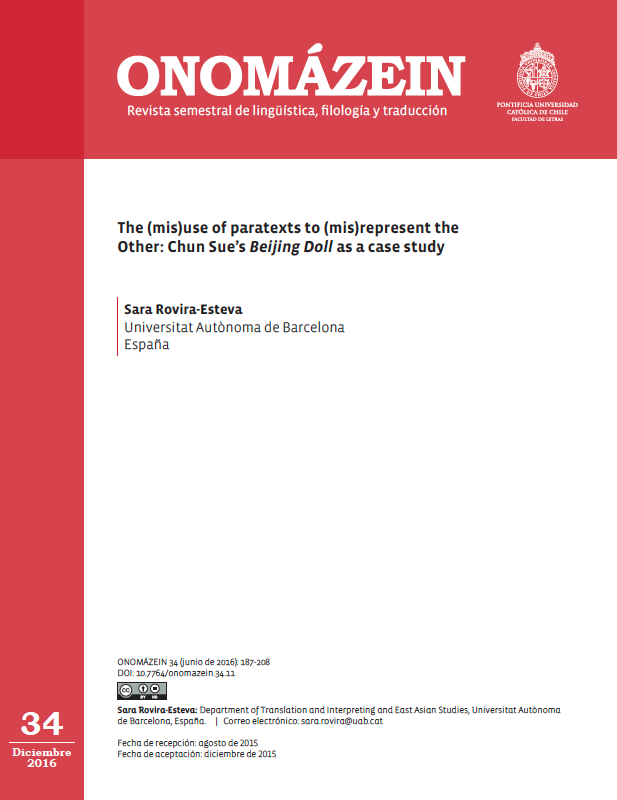 ONOMÁZEIN
Revista semestral de lingüística, filología y traducción
PONTIFICIA UNIVERSIDAD
CATÓLICA DE CHILE
FACULTAD DE LETRAS
The (mis)use of paratexts to (mis)represent the
Other: Chun Sue’s Beijing Doll as a case study
Sara Rovira-Esteva
Universitat Autònoma de Barcelona
España
ONOMÁZEIN 34 (junio de 2016): 187-208
DOI: 10.7764/onomazein.34.11
cc
BY NC
Sara Rovira-Esteva: Department of Translation and Interpreting and East Asian Studies, Universitat Autònoma
de Barcelona, España. | Correo electrónico: sara.rovira@uab.cat
Fecha de recepción: agosto de 2015
Fecha de aceptación: diciembre de 2015
34
Diciembre
2016